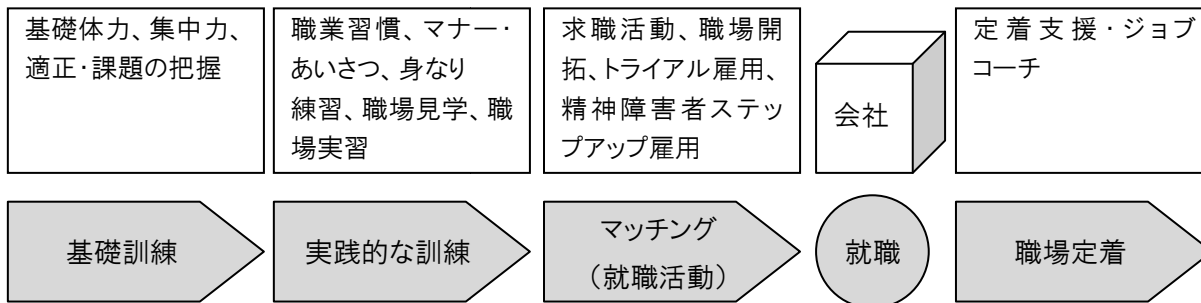 基礎体力、集中力、
適正・課題の把握
職業習慣、マナー・
あいさつ、身なり
練習、職場見学、職
場実習
求職活動、職場開
拓、トライアル雇用、
精神障害者ステッ
プアップ雇用
会社
定着支援・ジョブ
コーチ
基礎訓練
実践的な訓練
マッチング
（就職活動）
就職
職場定着